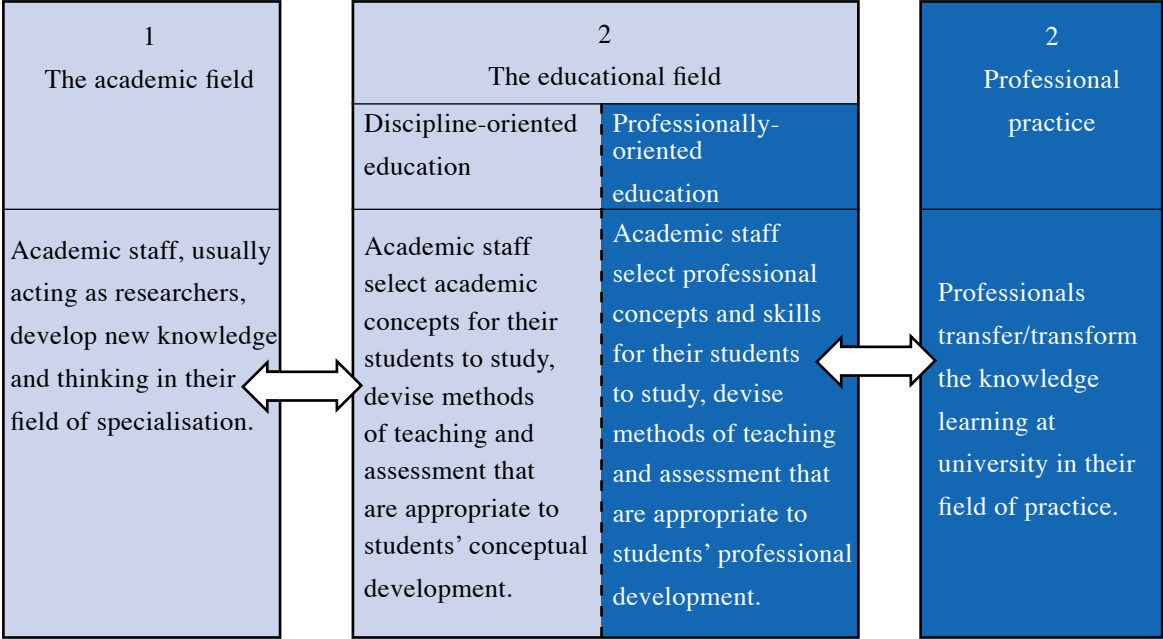 1
The academic field
Academic staff, usually
acting as researchers,
develop new knowledge
and thinking in their
field of specialisation.
2
The educational field
Discipline-oriented
education
Academic staff
select academic
concepts for their
students to study,
devise methods
of teaching and
assessment that
are appropriate to
students’ conceptual
development.
Professionally-
oriented
education
Academic staff
select professional
concepts and skills
for their students
to study, devise
methods of teaching
and assessment that
are appropriate to
students’ professional
development.
2
Professional
practice
Professionals
transfer/transform
the knowledge
learning at
university in their
field of practice.